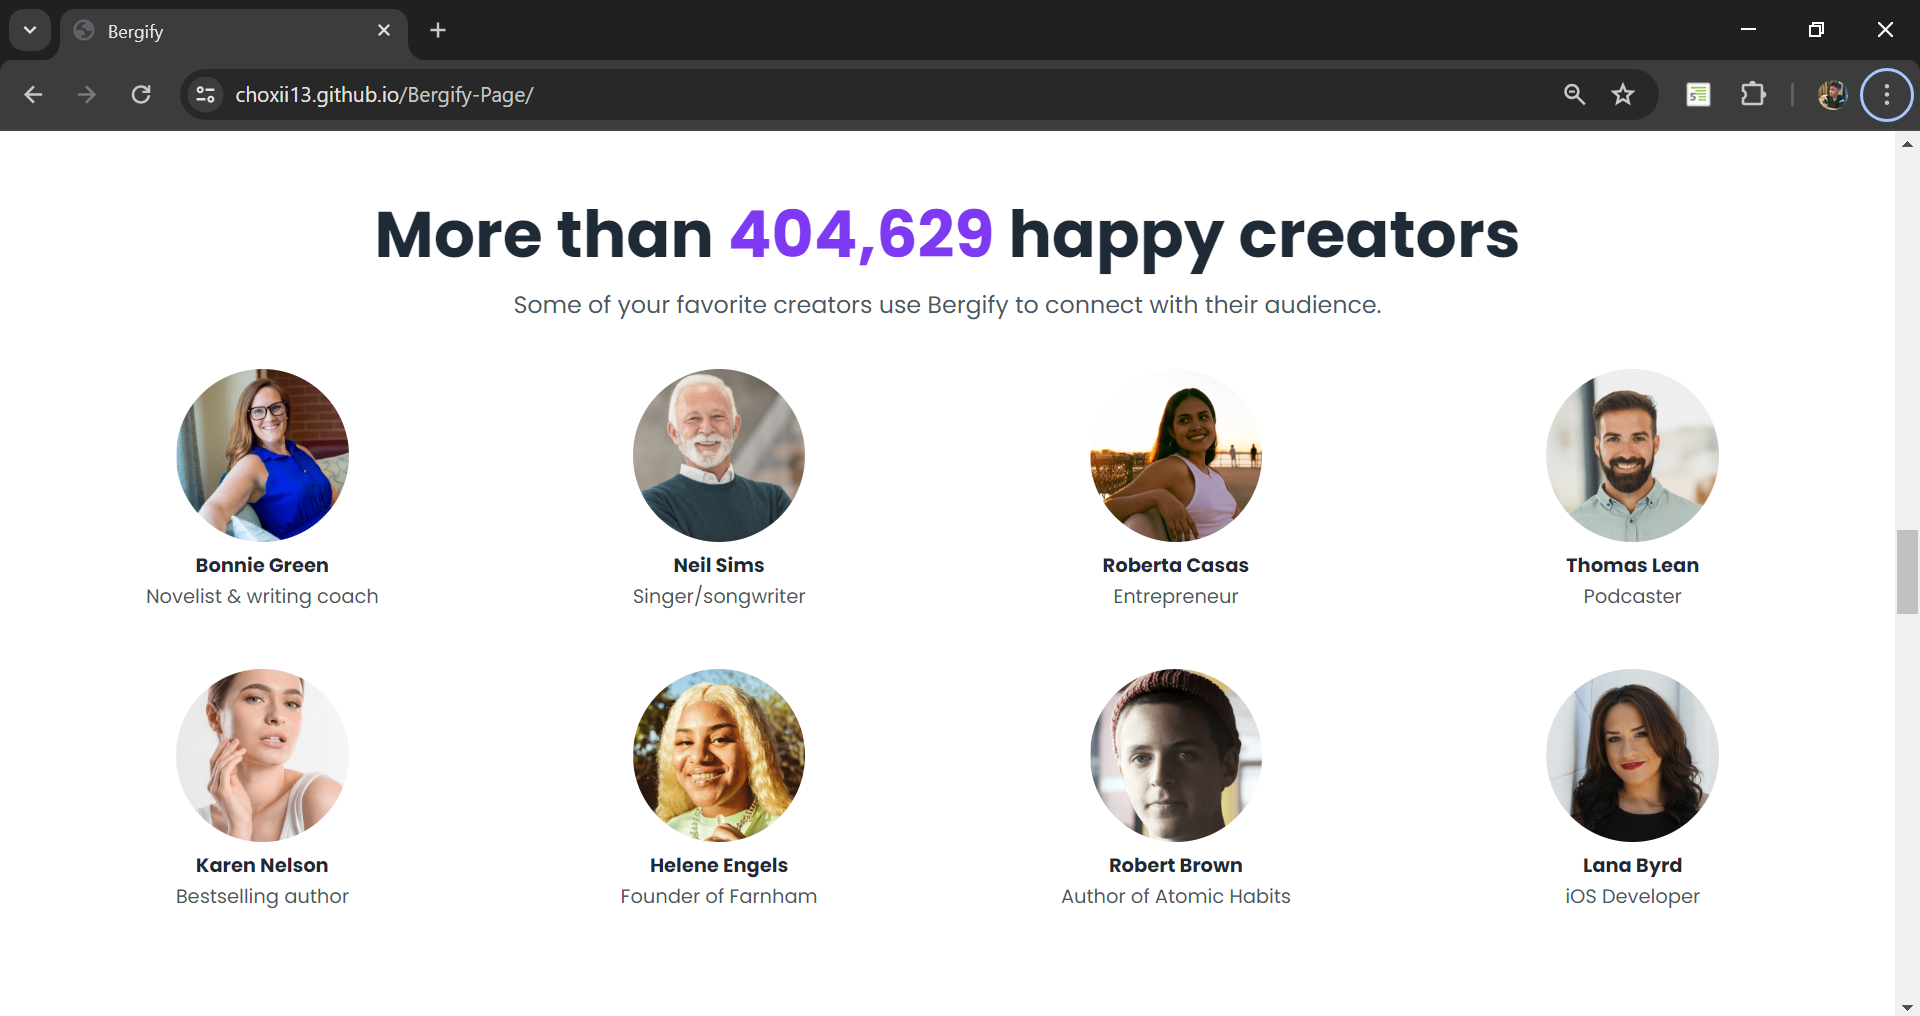 Bergify
choxii13.github.io/Bergify-Page/
More than 404,629 happy creators
Some of your favorite creators use Bergify to connect with their audience.
Bonnie Green
Novelist & writing coach
Neil Sims
Singer/songwriter
Roberta Casas
Entrepreneur
Thomas Lean
Podcaster
Karen Nelson
Bestselling author
Helene Engels
Founder of Farnham
Robert Brown
Author of Atomic Habits
Lana Byrd
iOS Developer